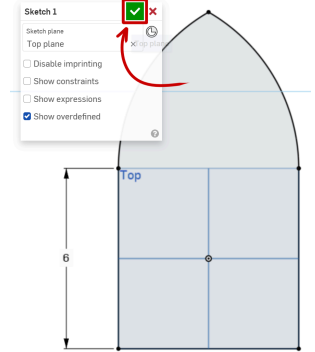 Sketch 1
Sketch plane
Top plane
Top plane
Disable imprinting
Show constraints
Show expressions
Show overdefined
Top
6